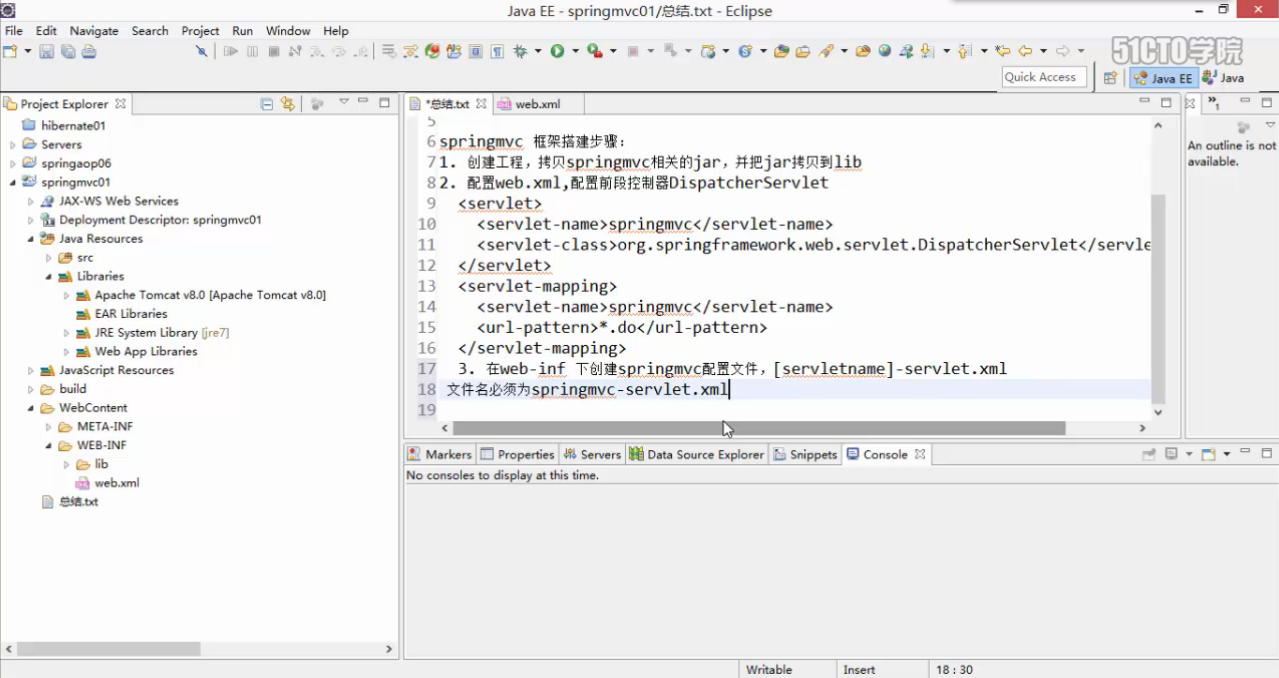 Java EE - springmvc01/总结.txt - Eclipse
File Edit Navigate Search Project Run Window Help
51CTO学院
Quick Access
Java EE
Java
Project Explorer
hibernate01
Servers
springaop06
springmvc01
JAX-WS Web Services
Deployment Descriptor: springmvc01
Java Resources
src
Libraries
Apache Tomcat v8.0 [Apache Tomcat v8.0]
EAR Libraries
JRE System Library [jre7]
Web App Libraries
JavaScript Resources
build
WebContent
META-INF
WEB-INF
lib
web.xml
总结.txt
*总结.txt
web.xml
5
6 springmvc 框架搭建步骤:
7 1. 创建工程，拷贝springmvc相关的jar，并把jar拷贝到lib
8 2. 配置web.xml,配置前段控制器DispatcherServlet
9 <servlet>
10 <servlet-name>springmvc</servlet-name>
11 <servlet-class>org.springframework.web.servlet.DispatcherServlet</servle
12 </servlet>
13 <servlet-mapping>
14 <servlet-name>springmvc</servlet-name>
15 <url-pattern>*.do</url-pattern>
16 </servlet-mapping>
17 3. 在web-inf 下创建springmvc配置文件，[servletname]-servlet.xml
18 文件名必须为springmvc-servlet.xml
19
»1
An outline is not
available.
Markers
Properties
Servers
Data Source Explorer
Snippets
Console
No consoles to display at this time.
Writable
Insert
18 : 30